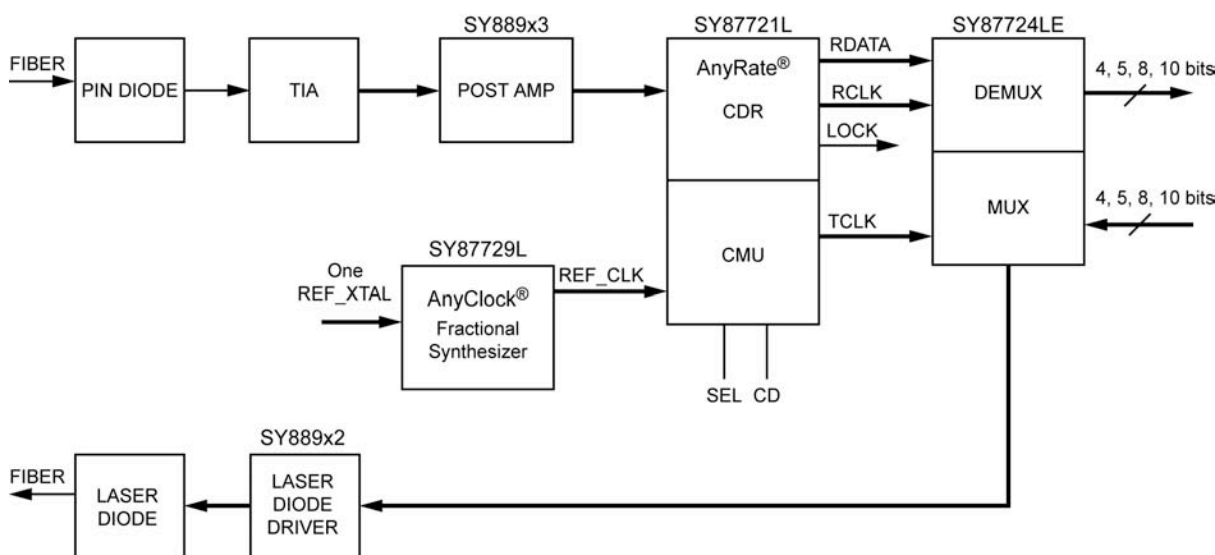 FIBER
PIN DIODE
TIA
SY889x3
POST AMP
SY87721L
AnyRate®
CDR
RDATA
RCLK
LOCK
SY87724LE
DEMUX
4, 5, 8, 10 bits
MUX
4, 5, 8, 10 bits
CMU
TCLK
SY87729L
One
REF_XTAL
AnyClock®
Fractional
Synthesizer
REF_CLK
SEL
CD
FIBER
LASER
DIODE
SY889x2
LASER
DIODE
DRIVER